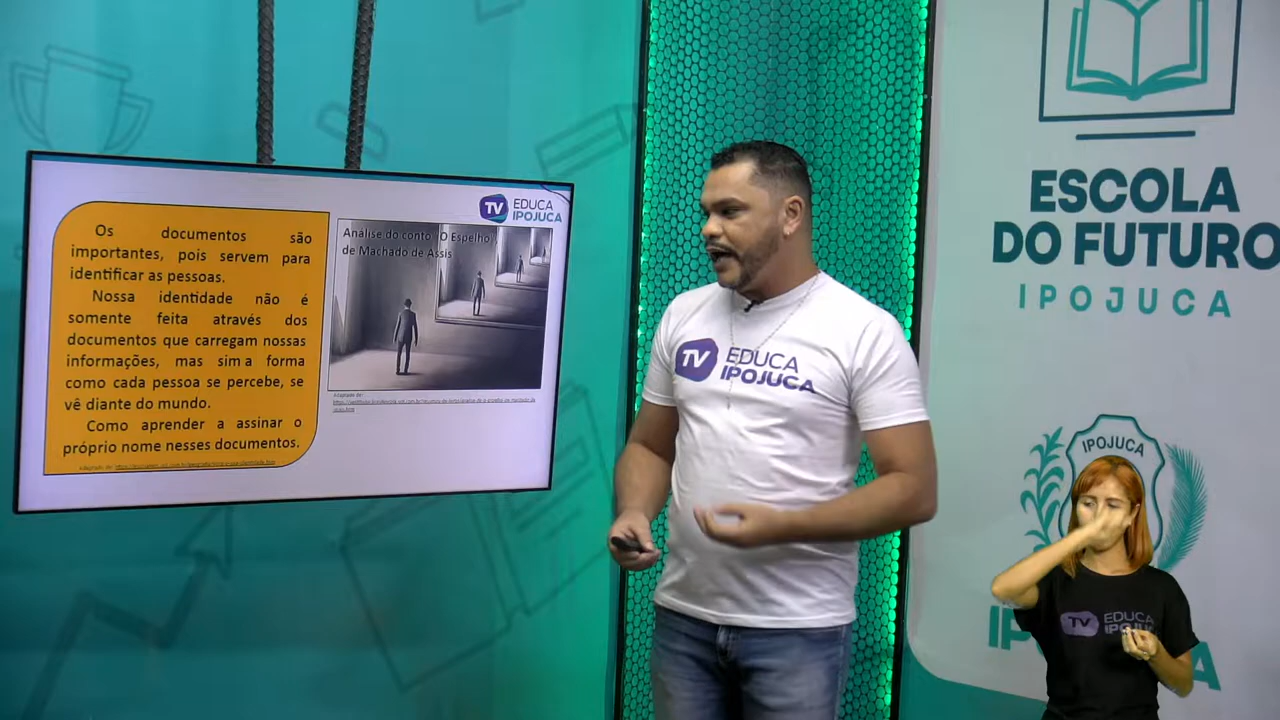 TV EDUCA
IPOJUCA
Os documentos são
importantes, pois servem para
identificar as pessoas.
Nossa identidade não é
somente feita através dos
documentos que carregam nossas
informações, mas sim a forma
como cada pessoa se percebe, se
vê diante do mundo.
Como aprender a assinar o
próprio nome nesses documentos.
Análise do conto "O Espelho",
de Machado de Assis
Adaptado de:
TV EDUCA
IPOJUCA
ESCOLA
DO FUTURO
IPOJUCA
IPOJUCA
TV EDUCA